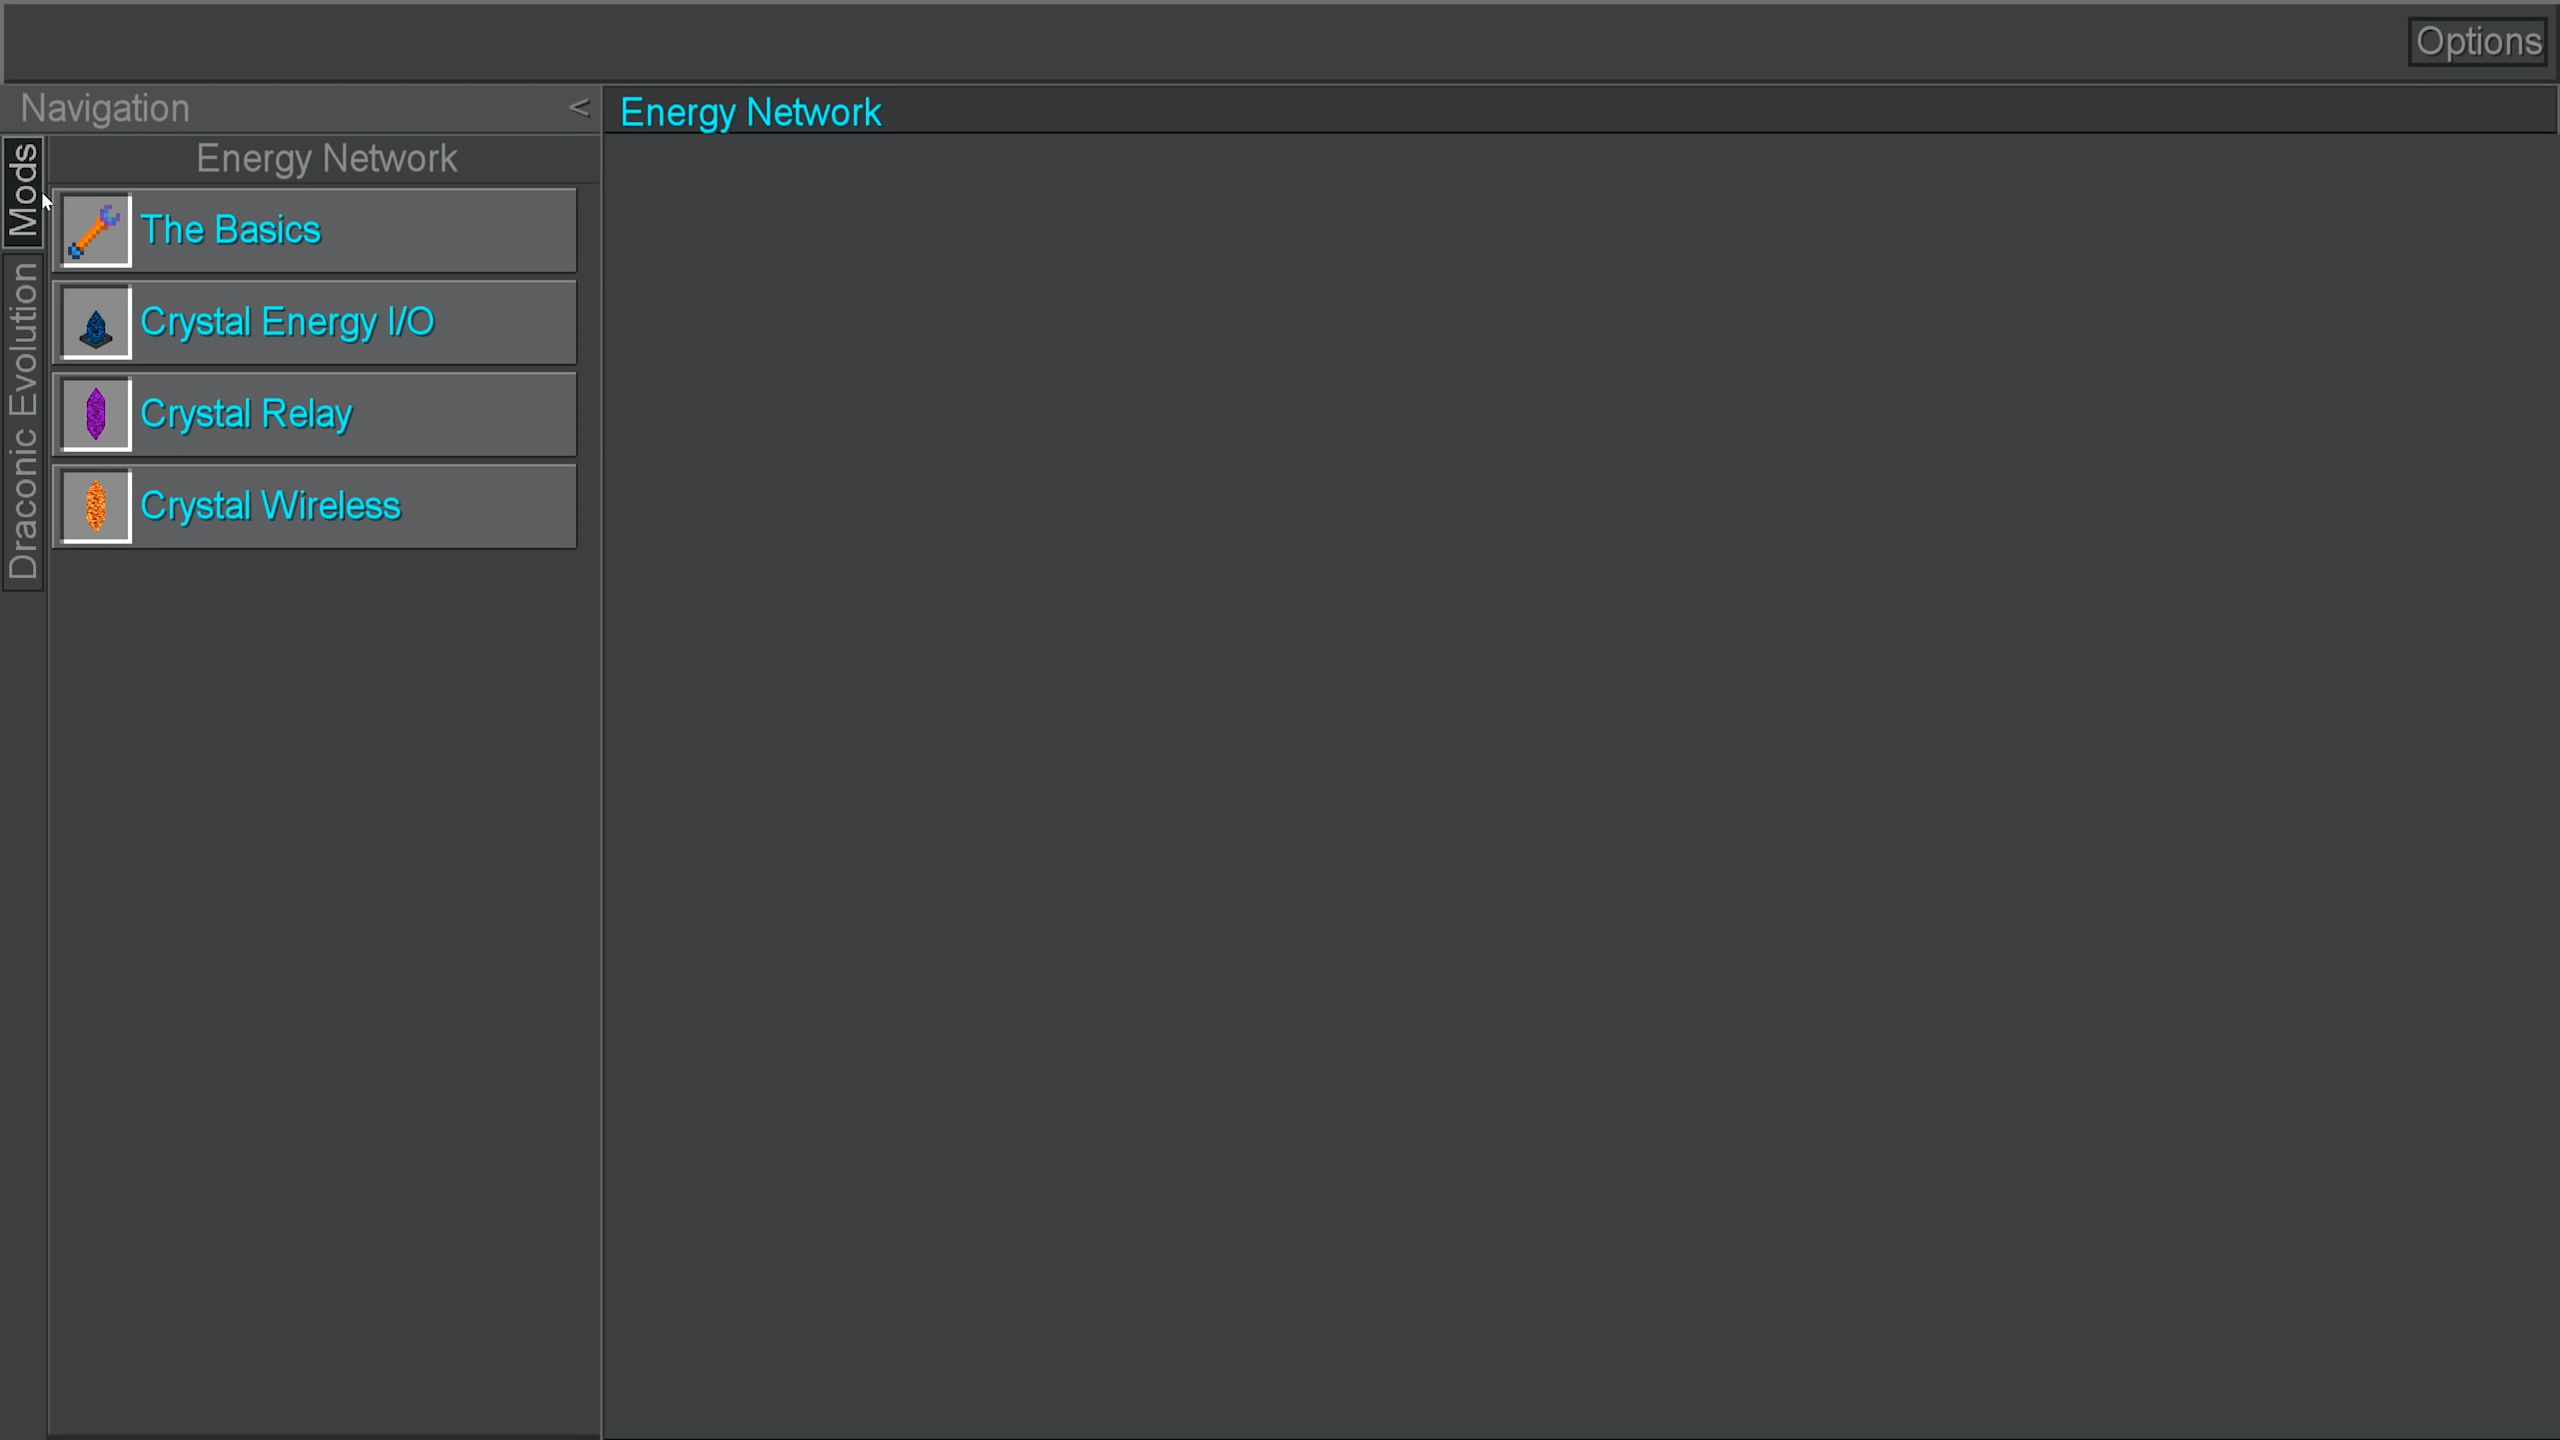 Options
Navigation <
Energy Network
Mods
Draconic Evolution
Energy Network
The Basics
Crystal Energy I/O
Crystal Relay
Crystal Wireless